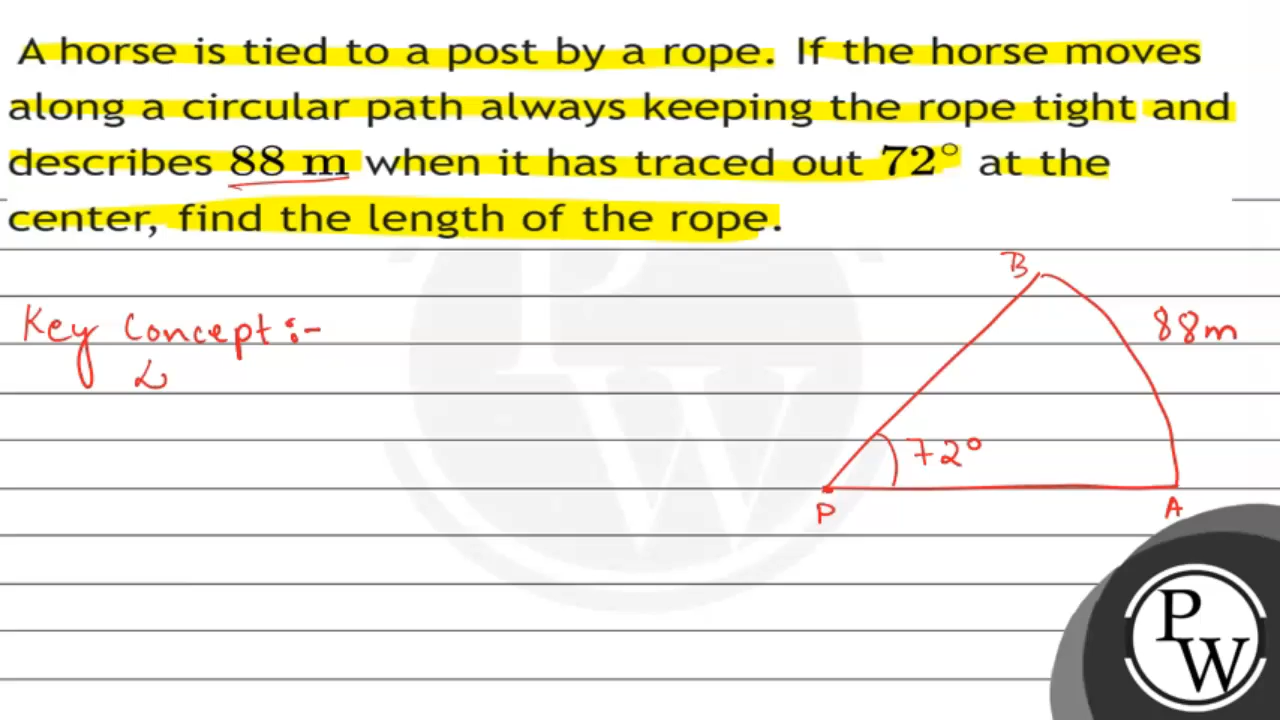 A horse is tied to a post by a rope. If the horse moves
along a circular path always keeping the rope tight and
describes 88 m when it has traced out 72° at the
center, find the length of the rope.
Key Concept :-
B
88m
72°
P
A
P
W
P
W